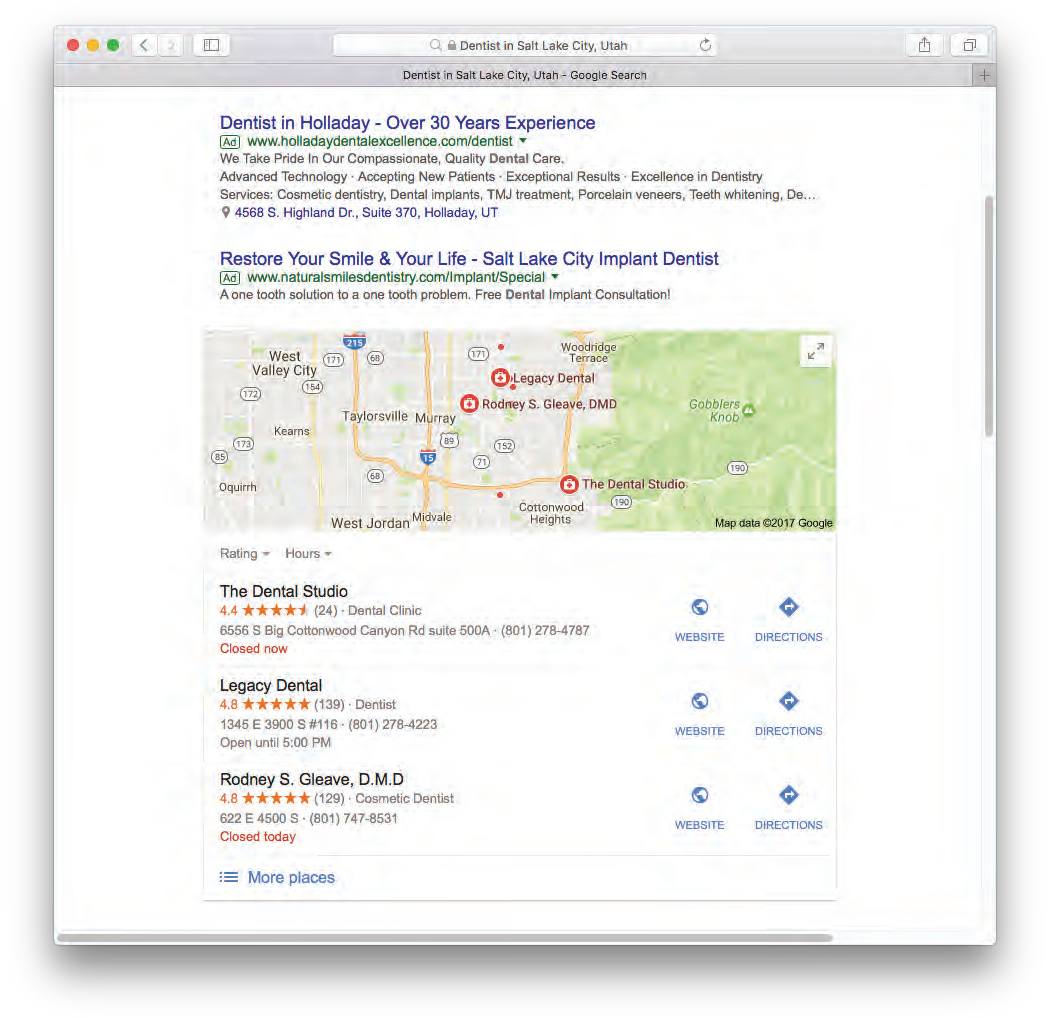 Dentist in Salt Lake City, Utah
Dentist in Salt Lake City, Utah - Google Search
Dentist in Holladay - Over 30 Years Experience
Ad www.holladaydentalexcellence.com/dentist
We Take Pride In Our Compassionate, Quality Dental Care.
Advanced Technology · Accepting New Patients · Exceptional Results · Excellence in Dentistry
Services: Cosmetic dentistry, Dental implants, TMJ treatment, Porcelain veneers, Teeth whitening, De...
4568 S. Highland Dr., Suite 370, Holladay, UT
Restore Your Smile & Your Life - Salt Lake City Implant Dentist
Ad www.naturalsmilesdentistry.com/Implant/Special
A one tooth solution to a one tooth problem. Free Dental Implant Consultation!
215
West
Valley City
171
68
171
Woodridge
Terrace
154
172
Legacy Dental
Rodney S. Gleave, DMD
Gobblers
Knob
Taylorsville
Murray
Kearns
173
89
152
85
15
71
68
190
Oquirrh
The Dental Studio
190
Cottonwood
Heights
West Jordan
Midvale
Map data ©2017 Google
Rating
Hours
The Dental Studio
4.4 ★★★★★ (24) · Dental Clinic
6556 S Big Cottonwood Canyon Rd suite 500A · (801) 278-4787
Closed now
WEBSITE
DIRECTIONS
Legacy Dental
4.8 ★★★★★ (139) · Dentist
1345 E 3900 S #116 · (801) 278-4223
Open until 5:00 PM
WEBSITE
DIRECTIONS
Rodney S. Gleave, D.M.D
4.8 ★★★★★ (129) · Cosmetic Dentist
622 E 4500 S · (801) 747-8531
Closed today
WEBSITE
DIRECTIONS
More places